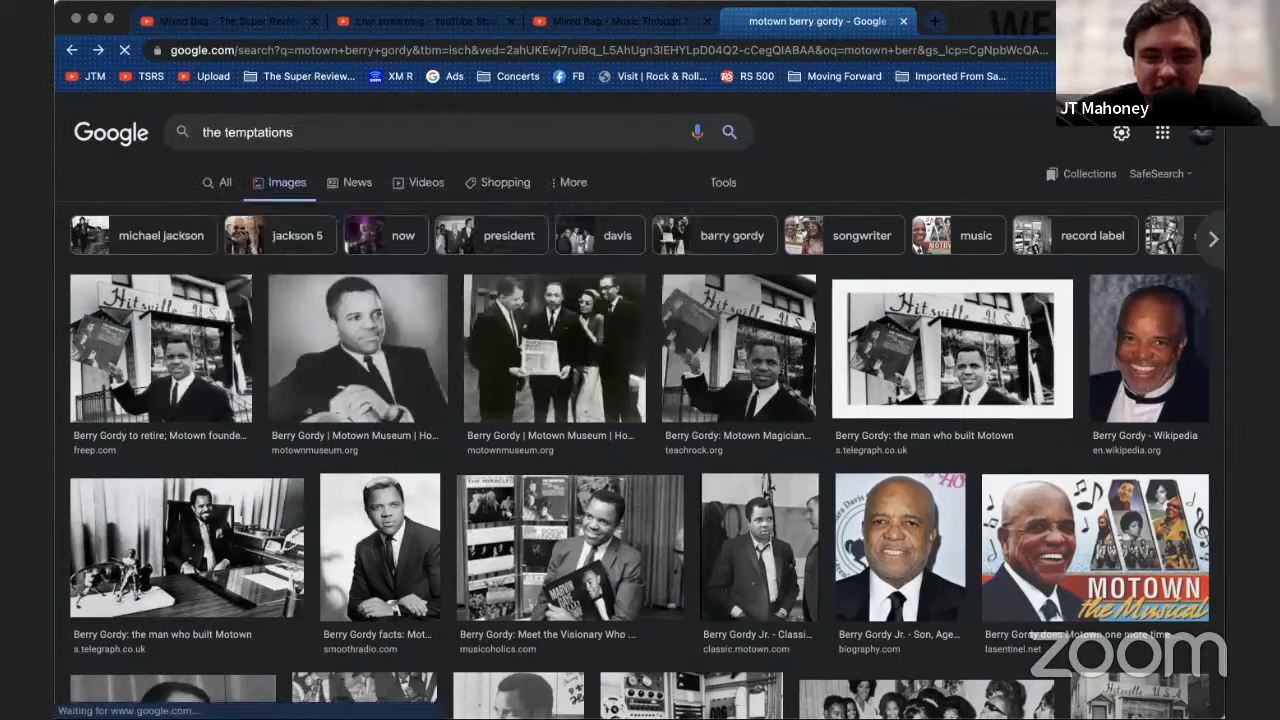 Mixed Bag - The Super Revie
Live streaming - YouTube Stu
Mixed Bag - Music Through
motown berry gordy - Google
WE
google.com/search?q=motown+berry+gordy&tbm=isch&ved=2ahUKEwj7ruiBq_L5AhUgn3IEHYLpD04Q2-cCegQIABAA&oq=motown+berr&gs_lcp=CgNpbWcQA...
JTM
TSRS
Upload
The Super Review...
XM R
Ads
Concerts
FB
Visit | Rock & Roll...
RS 500
Moving Forward
Imported From Sa...
JT Mahoney
Google
the temptations
All
Images
News
Videos
Shopping
More
Tools
Collections
SafeSearch
michael jackson
jackson 5
now
president
davis
barry gordy
songwriter
music
record label
Hitsville U.S.A
Hitsville U.S.
Hitsville U.S.A
Berry Gordy to retire; Motown founde...
freep.com
Berry Gordy | Motown Museum | Ho...
motownmuseum.org
Berry Gordy | Motown Museum | Ho...
motownmuseum.org
Berry Gordy: Motown Magician...
teachrock.org
Berry Gordy: the man who built Motown
s.telegraph.co.uk
Berry Gordy - Wikipedia
en.wikipedia.org
MOTOWN
the Musical
Berry Gordy: the man who built Motown
s.telegraph.co.uk
Berry Gordy facts: Mot...
smoothradio.com
Berry Gordy: Meet the Visionary Who ...
musicoholics.com
Berry Gordy Jr. - Classi...
classic.motown.com
Berry Gordy Jr. - Son, Age...
biography.com
Berry Gordy does Motown one more time ...
lasentinel.net
zoom
Waiting for www.google.com...